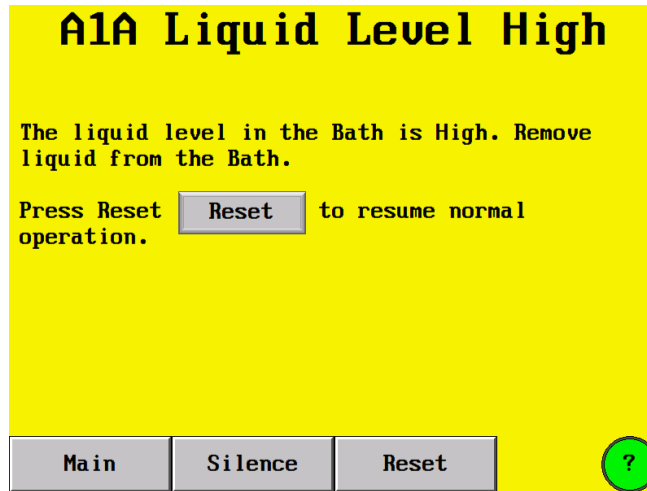 A1A Liquid Level High
The liquid level in the Bath is High. Remove
liquid from the Bath.
Press Reset Reset to resume normal
operation.
Main Silence Reset ?